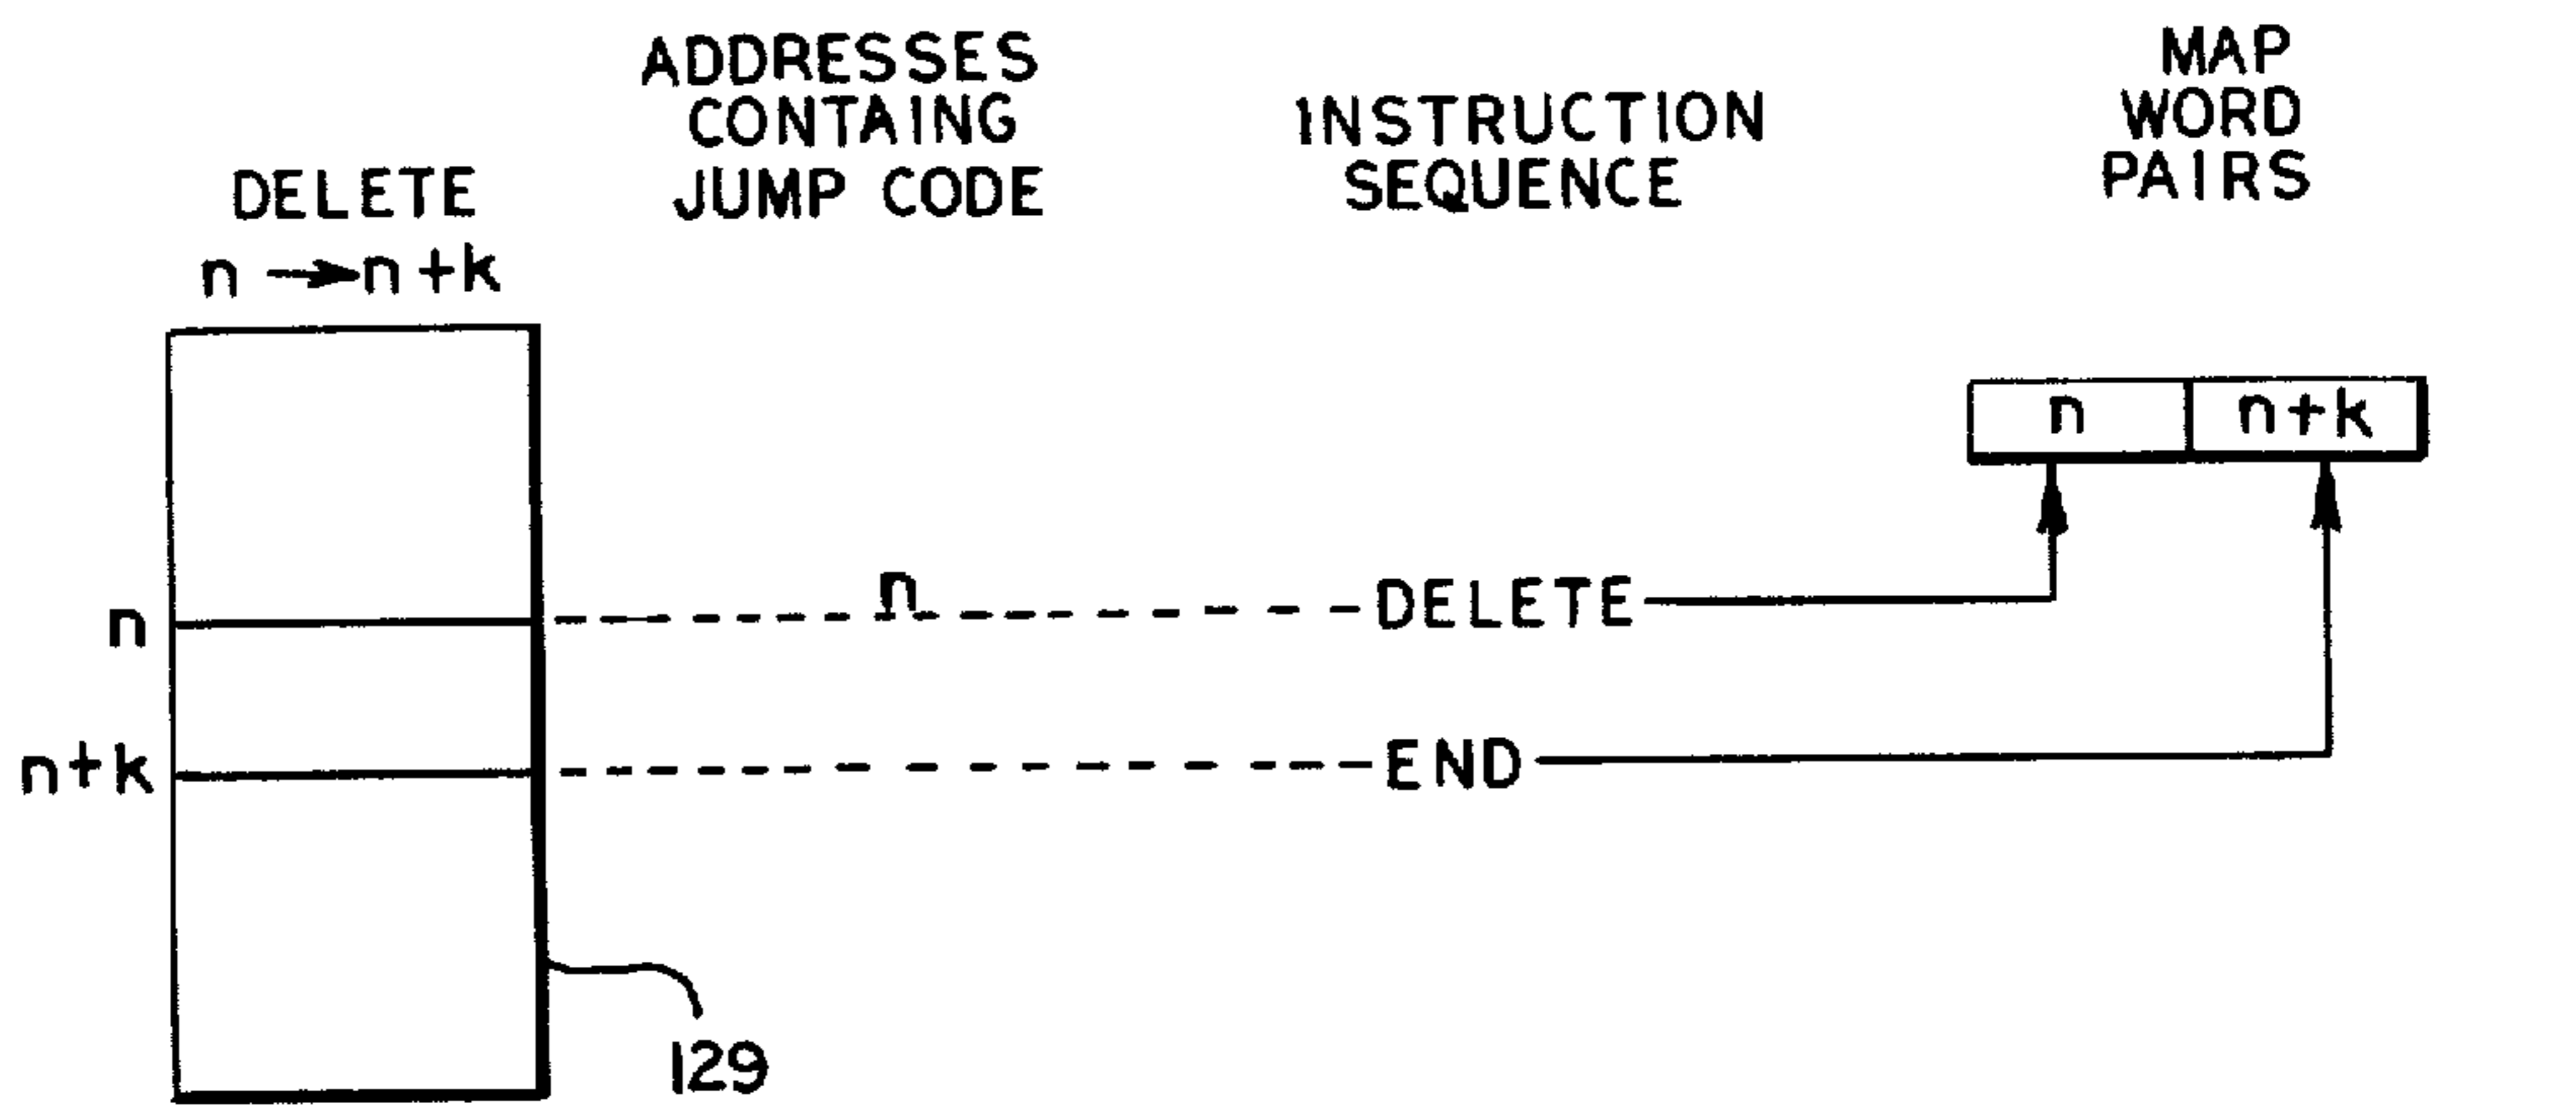 DELETE
n → n+k
ADDRESSES
CONTAING
JUMP CODE
INSTRUCTION
SEQUENCE
MAP
WORD
PAIRS
n n+k
n n DELETE
n+k END
129